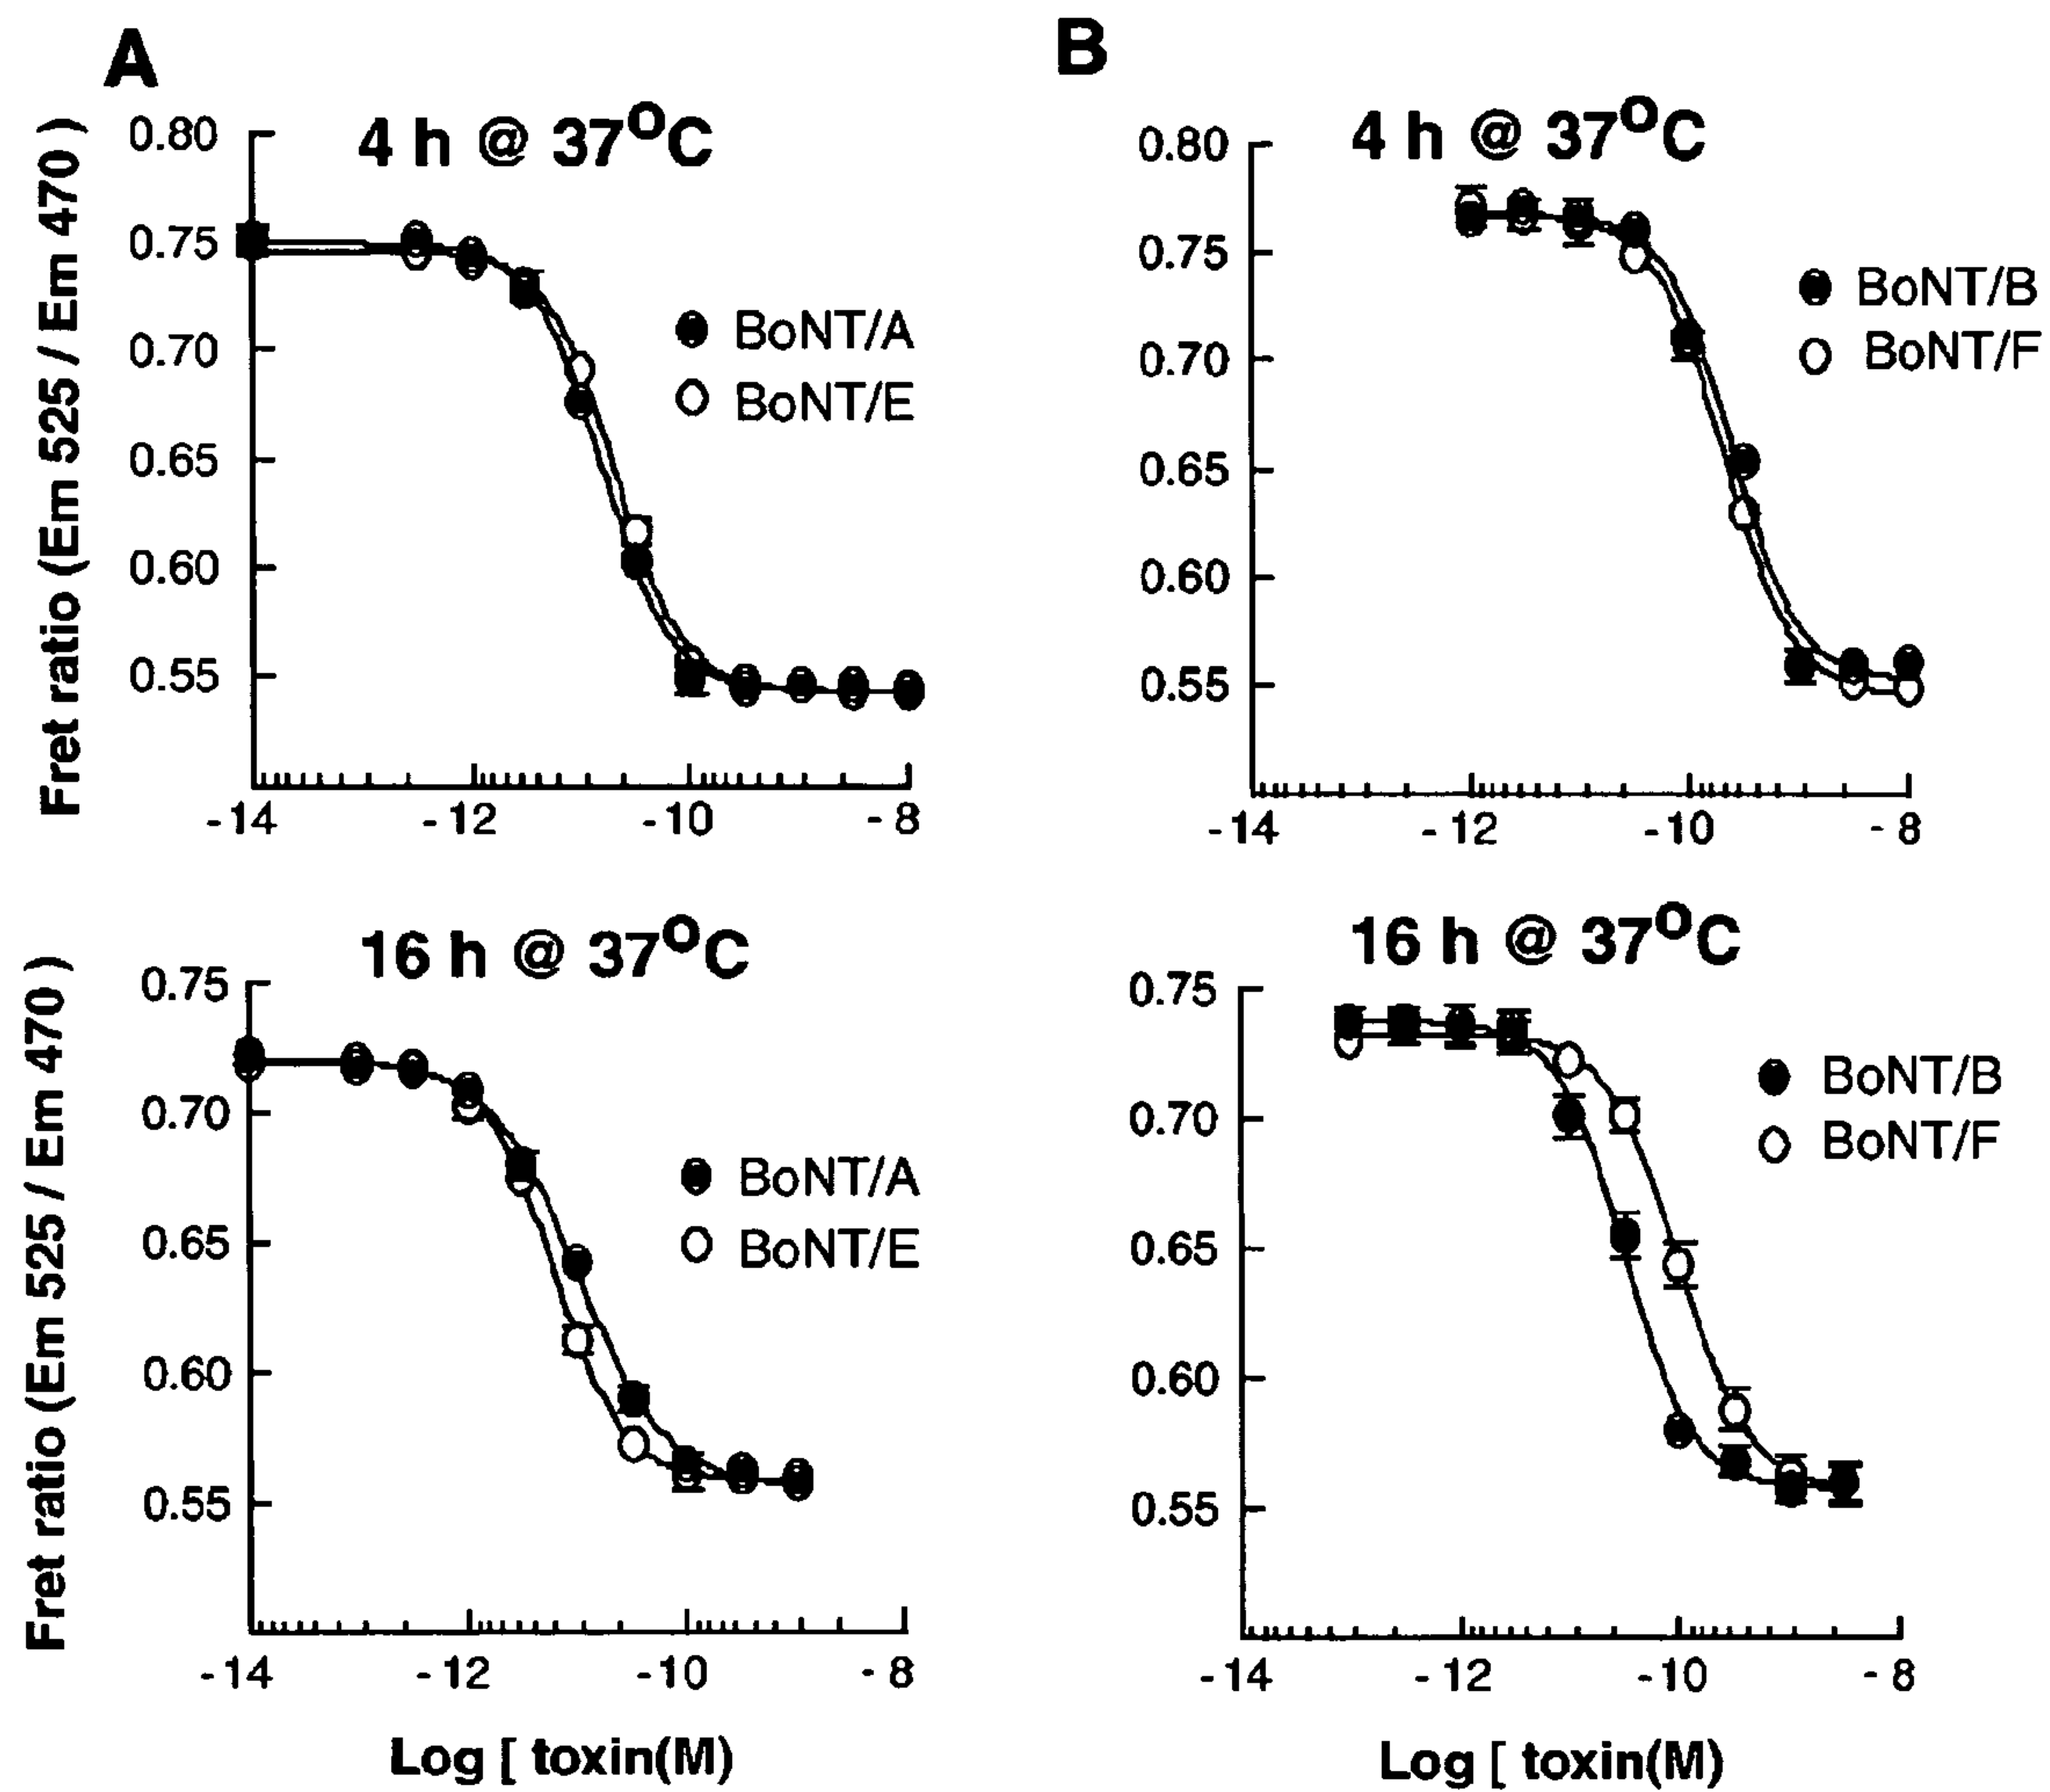 A
4 h @ 37°C
Fret ratio (Em 525 / Em 470 )
0.80
0.75
0.70
0.65
0.60
0.55
BoNT/A
BoNT/E
-14
-12
-10
-8
B
4 h @ 37°C
0.80
0.75
0.70
0.65
0.60
0.55
BoNT/B
BoNT/F
-14
-12
-10
-8
16 h @ 37°C
Fret ratio (Em 525 / Em 470 )
0.75
0.70
0.65
0.60
0.55
BoNT/A
BoNT/E
-14
-12
-10
-8
Log [ toxin(M)
16 h @ 37°C
0.75
0.70
0.65
0.60
0.55
BoNT/B
BoNT/F
-14
-12
-10
-8
Log [ toxin(M)